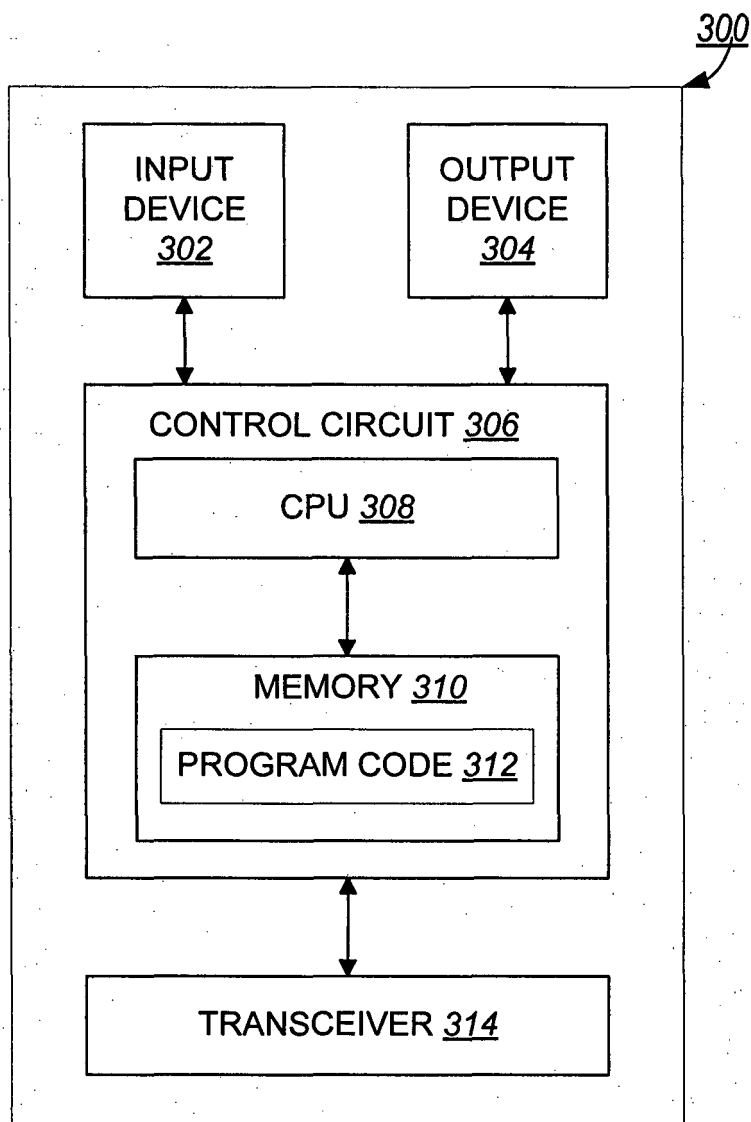 300
INPUT
DEVICE
302
OUTPUT
DEVICE
304
CONTROL CIRCUIT 306
CPU 308
MEMORY 310
PROGRAM CODE 312
TRANSCEIVER 314